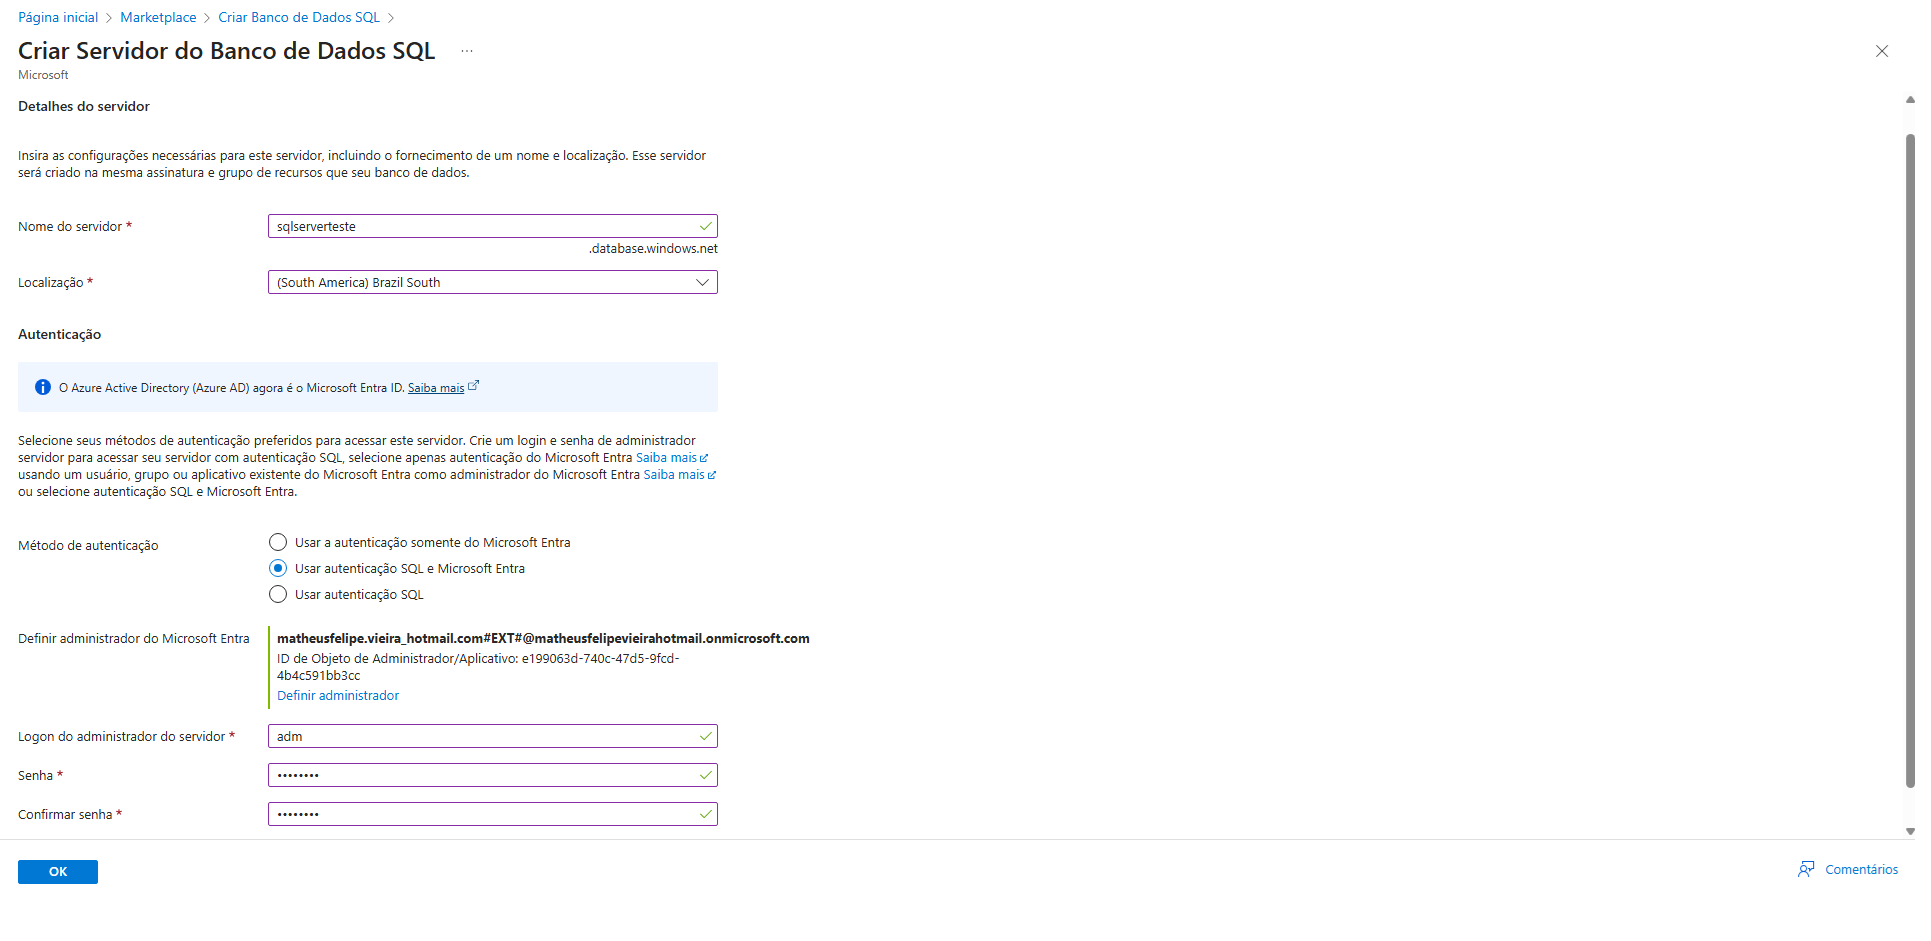 Página inicial > Marketplace > Criar Banco de Dados SQL >
Criar Servidor do Banco de Dados SQL ...
Microsoft
Detalhes do servidor
Insira as configurações necessárias para este servidor, incluindo o fornecimento de um nome e localização. Esse servidor
será criado na mesma assinatura e grupo de recursos que seu banco de dados.
Nome do servidor * sqlserverteste
.database.windows.net
Localização * (South America) Brazil South
Autenticação
O Azure Active Directory (Azure AD) agora é o Microsoft Entra ID. Saiba mais
Selecione seus métodos de autenticação preferidos para acessar este servidor. Crie um login e senha de administrador
servidor para acessar seu servidor com autenticação SQL, selecione apenas autenticação do Microsoft Entra Saiba mais
usando um usuário, grupo ou aplicativo existente do Microsoft Entra como administrador do Microsoft Entra Saiba mais
ou selecione autenticação SQL e Microsoft Entra.
Método de autenticação
Usar a autenticação somente do Microsoft Entra
Usar autenticação SQL e Microsoft Entra
Usar autenticação SQL
Definir administrador do Microsoft Entra matheusfelipe.vieira_hotmail.com#EXT#@matheusfelipevieirahotmail.onmicrosoft.com
ID de Objeto de Administrador/Aplicativo: e199063d-740c-47d5-9fcd-
4b4c591bb3cc
Definir administrador
Logon do administrador do servidor * adm
Senha * ••••••••
Confirmar senha * ••••••••
OK
Comentários